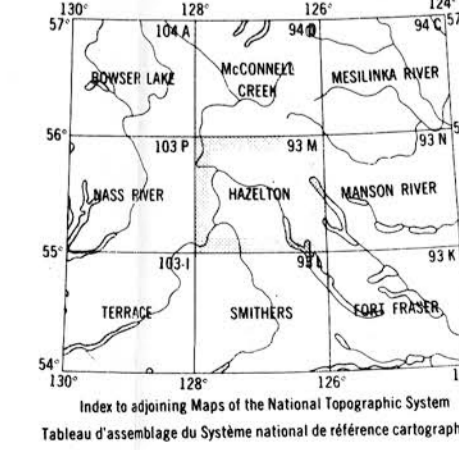 130° 128° 126° 124°
57° 104 A 94 D 94 C 57
BOWSER LAKE McCONNELL CREEK MESILINKA RIVER
56° 103 P 93 M 93 N
NASS RIVER HAZELTON MANSON RIVER
55° 103-I 93 L 93 K
TERRACE SMITHERS FORT FRASER
54°
130° 128° 126°
Index to adjoining Maps of the National Topographic System
Tableau d'assemblage du Système national de référence cartograph